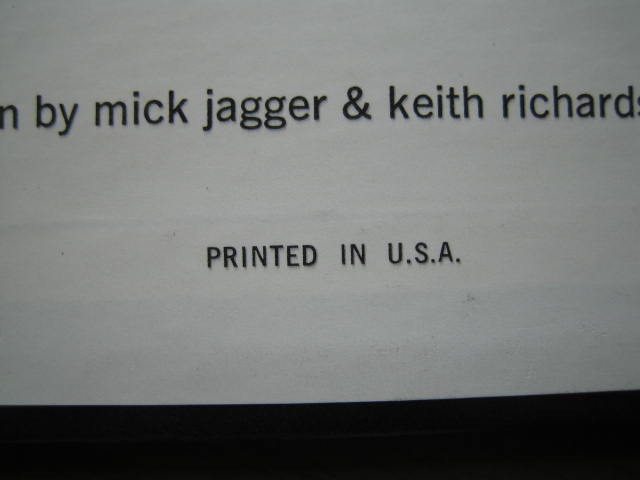 n by mick jagger & keith richards
PRINTED IN U.S.A.